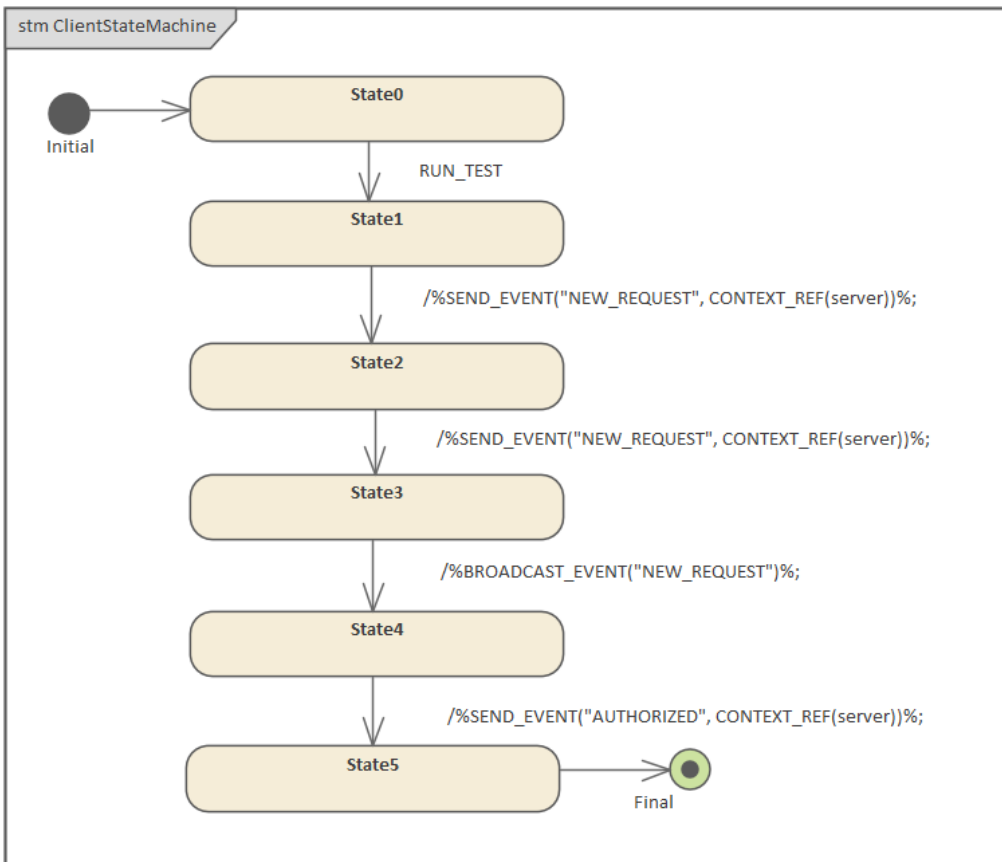 stm ClientStateMachine
State0
Initial
RUN_TEST
State1
/%SEND_EVENT("NEW_REQUEST", CONTEXT_REF(server))%;
State2
/%SEND_EVENT("NEW_REQUEST", CONTEXT_REF(server))%;
State3
/%BROADCAST_EVENT("NEW_REQUEST")%;
State4
/%SEND_EVENT("AUTHORIZED", CONTEXT_REF(server))%;
State5
Final